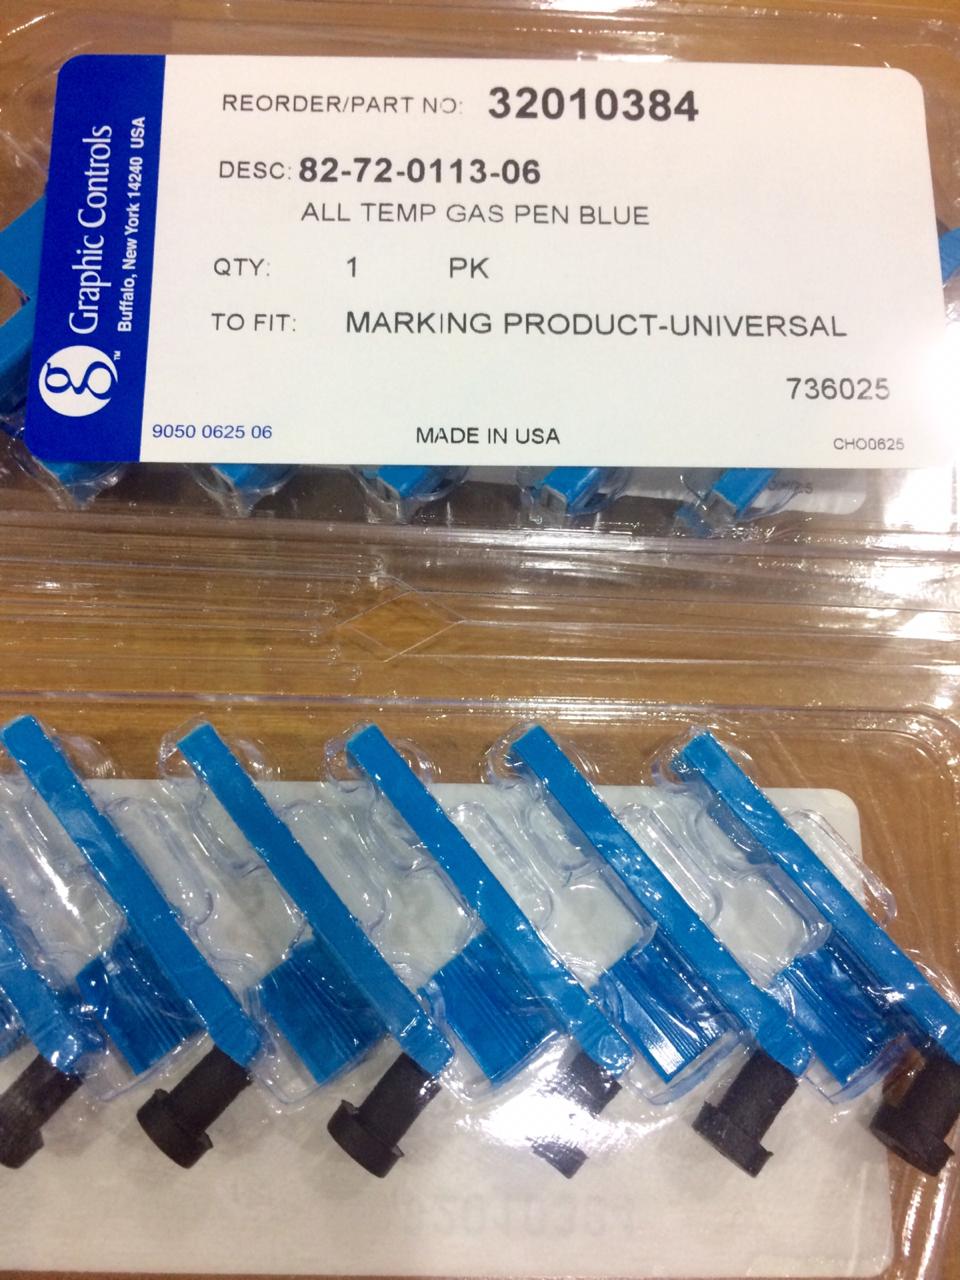 REORDER/PART NO: 32010384
DESC: 82-72-0113-06
ALL TEMP GAS PEN BLUE
QTY: 1 PK
TO FIT: MARKING PRODUCT-UNIVERSAL
736025
9050 0625 06
MADE IN USA
CHO0625
g™ Graphic Controls
Buffalo, New York 14240 USA